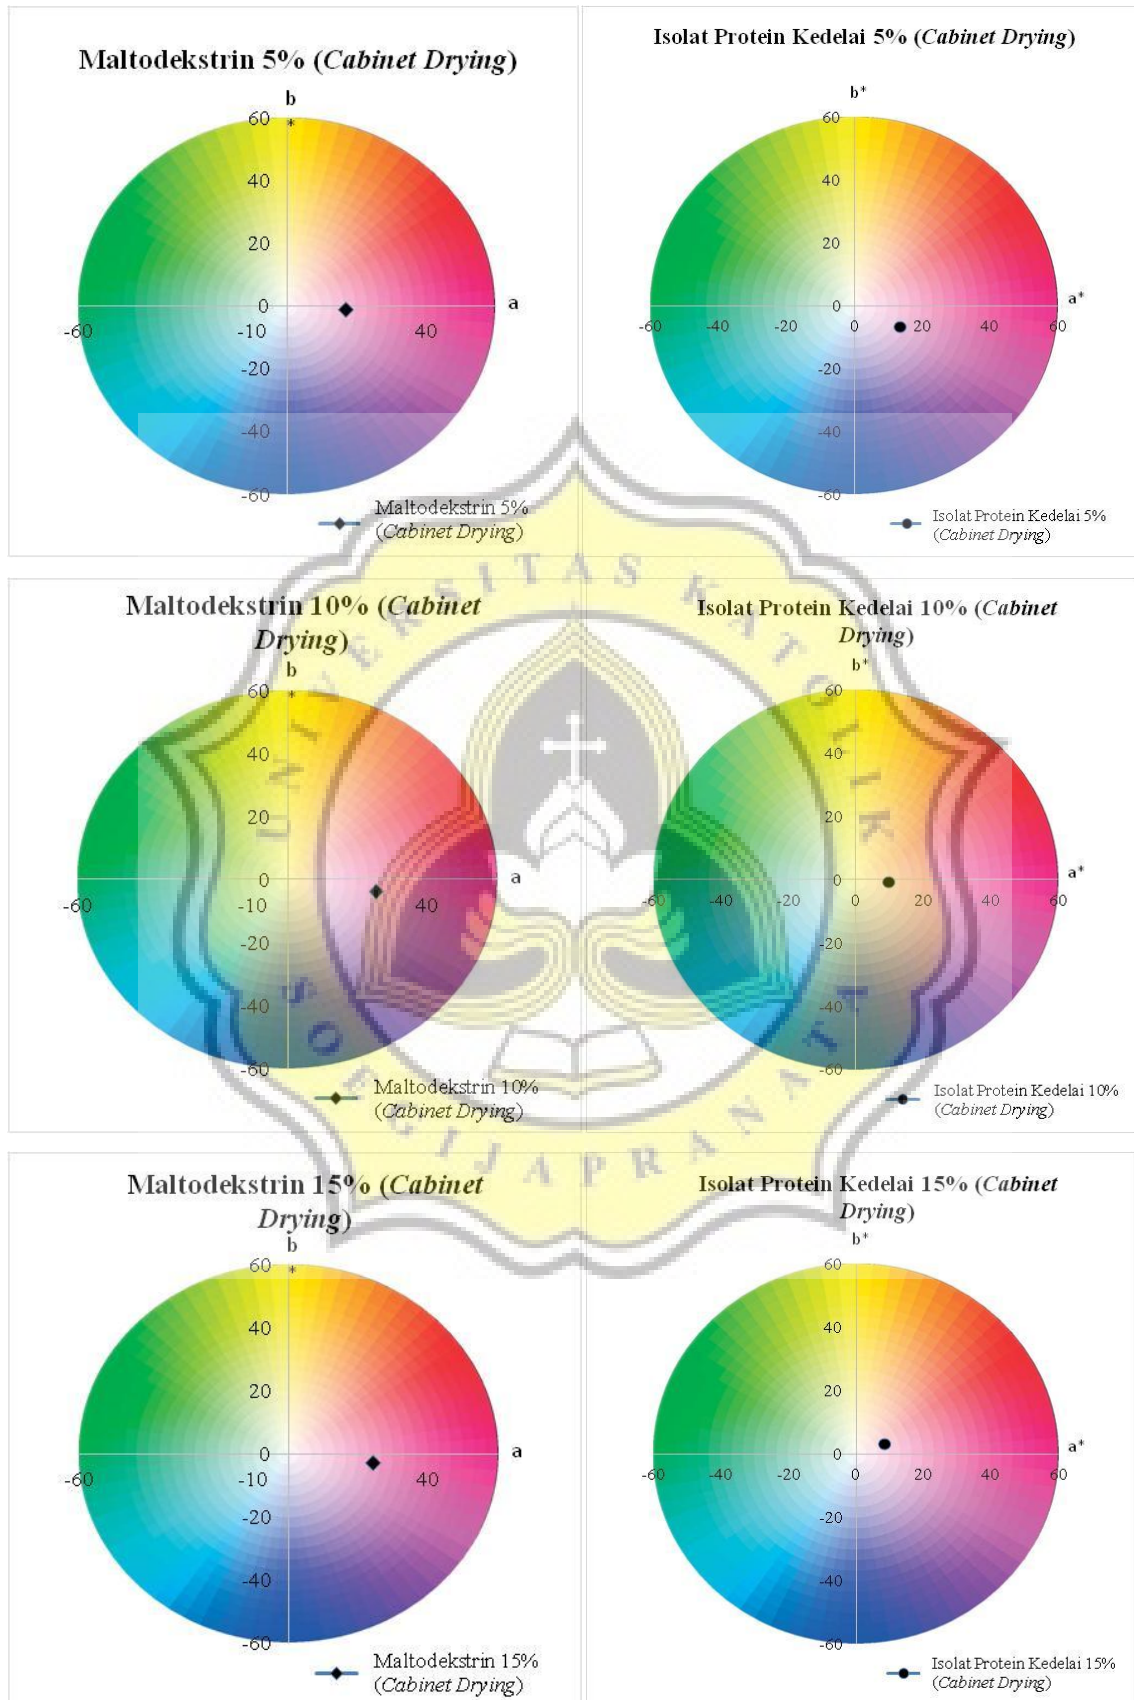 Maltodekstrin 5% (Cabinet Drying)
b
*
60
40
20
0
-60
-10
40
a
-20
-40
-60
Maltodekstrin 5%
(Cabinet Drying)
Isolat Protein Kedelai 5% (Cabinet Drying)
b*
60
40
20
0
a*
-60
-40
-20
0
20
40
60
-20
-40
-60
Isolat Protein Kedelai 5%
(Cabinet Drying)
Maltodekstrin 10% (Cabinet
Drying)
b
*
60
40
20
0
a
-60
-10
40
-20
-40
-60
Maltodekstrin 10%
(Cabinet Drying)
Isolat Protein Kedelai 10% (Cabinet
Drying)
b*
60
40
20
0
a*
-60
-40
-20
0
20
40
60
-20
-40
-60
Isolat Protein Kedelai 10%
(Cabinet Drying)
Maltodekstrin 15% (Cabinet
Drying)
b
*
60
40
20
0
a
-60
-10
40
-20
-40
-60
Maltodekstrin 15%
(Cabinet Drying)
Isolat Protein Kedelai 15% (Cabinet
Drying)
b*
60
40
20
0
a*
-60
-40
-20
0
20
40
60
-20
-40
-60
Isolat Protein Kedelai 15%
(Cabinet Drying)
UNIVERSITAS KATOLIK
SOEGIJAPRANATA